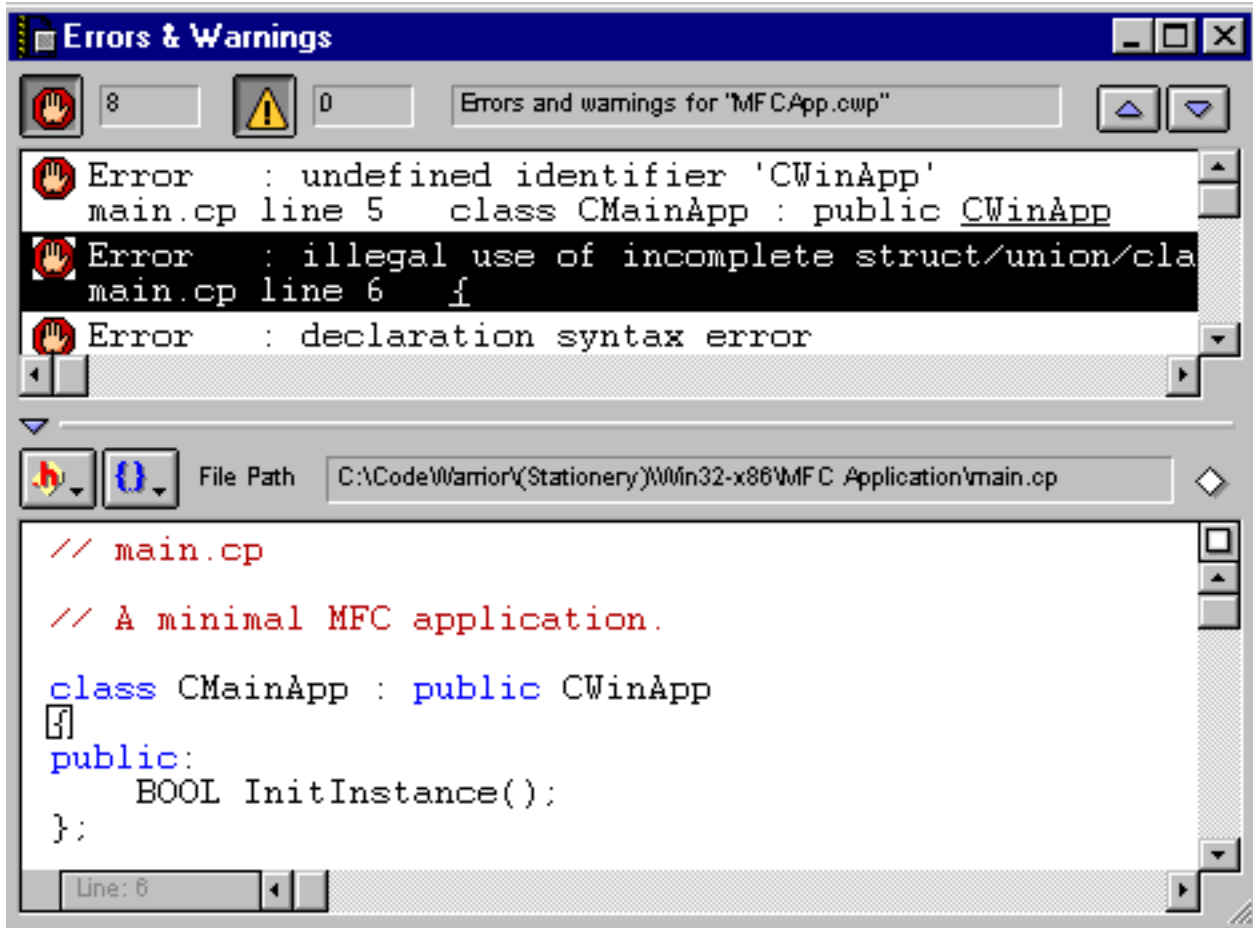 Errors & Warnings
8 0 Errors and warnings for "MFCApp.cwp"
Error : undefined identifier 'CWinApp'
main.cp line 5 class CMainApp : public CWinApp
Error : illegal use of incomplete struct/union/cla
main.cp line 6 {
Error : declaration syntax error
h {} File Path C:\CodeWarrior\(Stationery)\Win32-x86\MFC Application\main.cp
// main.cp
// A minimal MFC application.
class CMainApp : public CWinApp
{
public:
BOOL InitInstance();
};
Line: 6